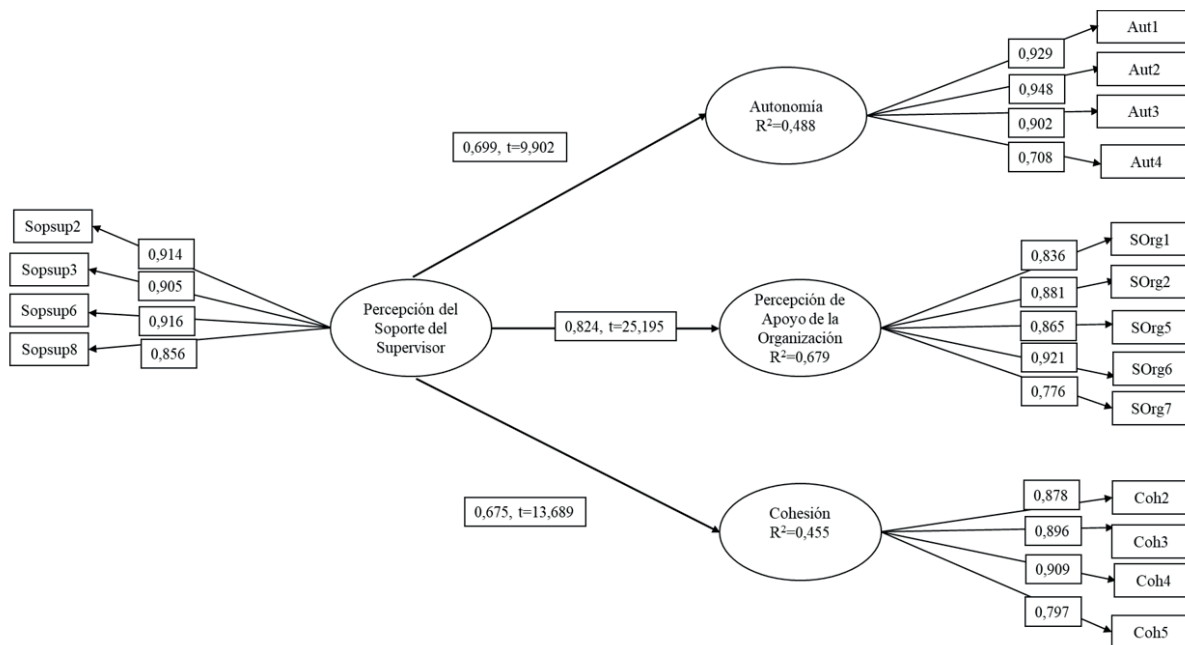 Sopsup2
Sopsup3
Sopsup6
Sopsup8
0,914
0,905
0,916
0,856
Percepción del
Soporte del
Supervisor
0,699, t=9,902
0,824, t=25,195
0,675, t=13,689
Autonomía
R²=0,488
0,929
0,948
0,902
0,708
Aut1
Aut2
Aut3
Aut4
Percepción de
Apoyo de la
Organización
R²=0,679
0,836
0,881
0,865
0,921
0,776
SOrg1
SOrg2
SOrg5
SOrg6
SOrg7
Cohesión
R²=0,455
0,878
0,896
0,909
0,797
Coh2
Coh3
Coh4
Coh5